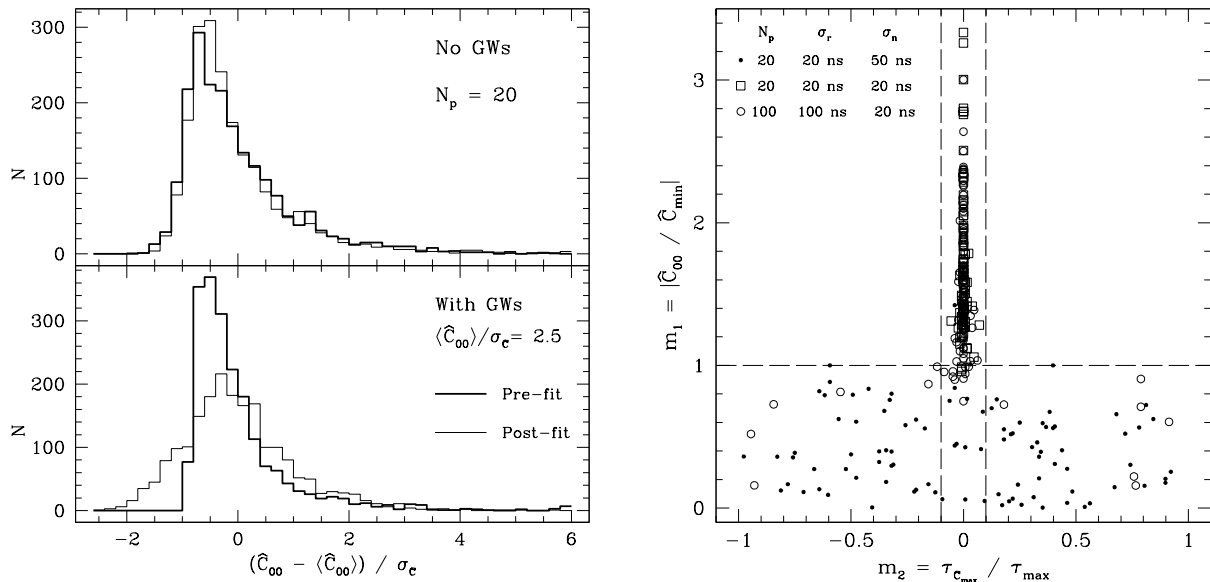 No GWs
N_p = 20
N
0
100
200
300
With GWs
⟨Ĉ_00⟩/σ_Ĉ = 2.5
Pre-fit
Post-fit
N
0
100
200
300
-2 0 2 4 6
(Ĉ_00 - ⟨Ĉ_00⟩) / σ_Ĉ
N_p σ_r σ_n
20 20 ns 50 ns
20 20 ns 20 ns
100 100 ns 20 ns
m_1 = |Ĉ_00 / Ĉ_min|
0
1
2
3
-1 -0.5 0 0.5 1
m_2 = τ_Ĉmax / τ_max